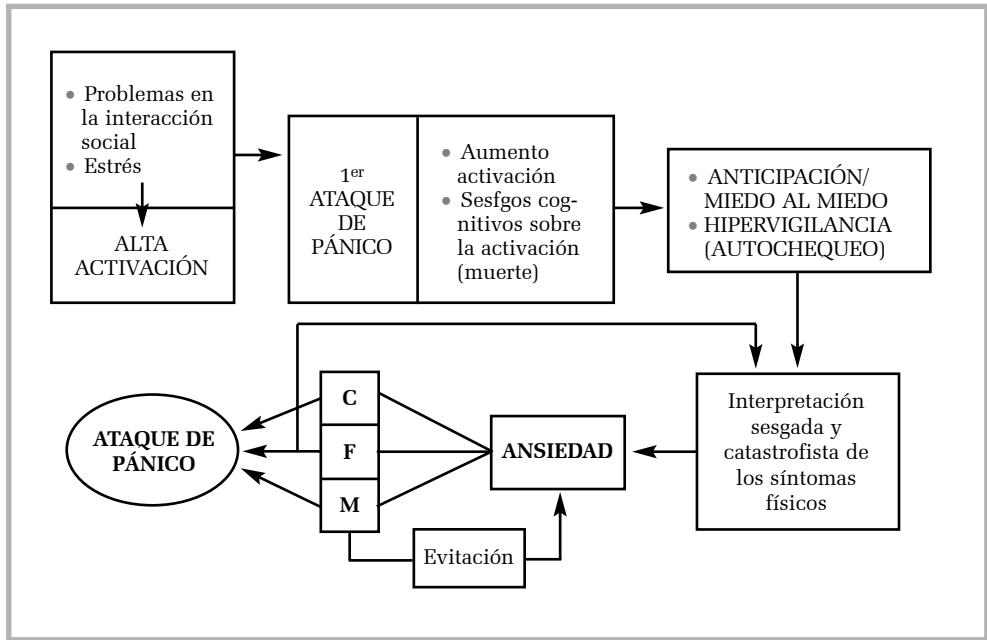 • Problemas en
la interacción
social
• Estrés
ALTA
ACTIVACIÓN
1er
ATAQUE
DE
PÁNICO
• Aumento
activación
• Sesfgos cog-
nitivos sobre
la activación
(muerte)
• ANTICIPACIÓN/
MIEDO AL MIEDO
• HIPERVIGILANCIA
(AUTOCHEQUEO)
Interpretación
sesgada y
catastrofista de
los síntomas
físicos
ANSIEDAD
C
F
M
ATAQUE DE
PÁNICO
Evitación